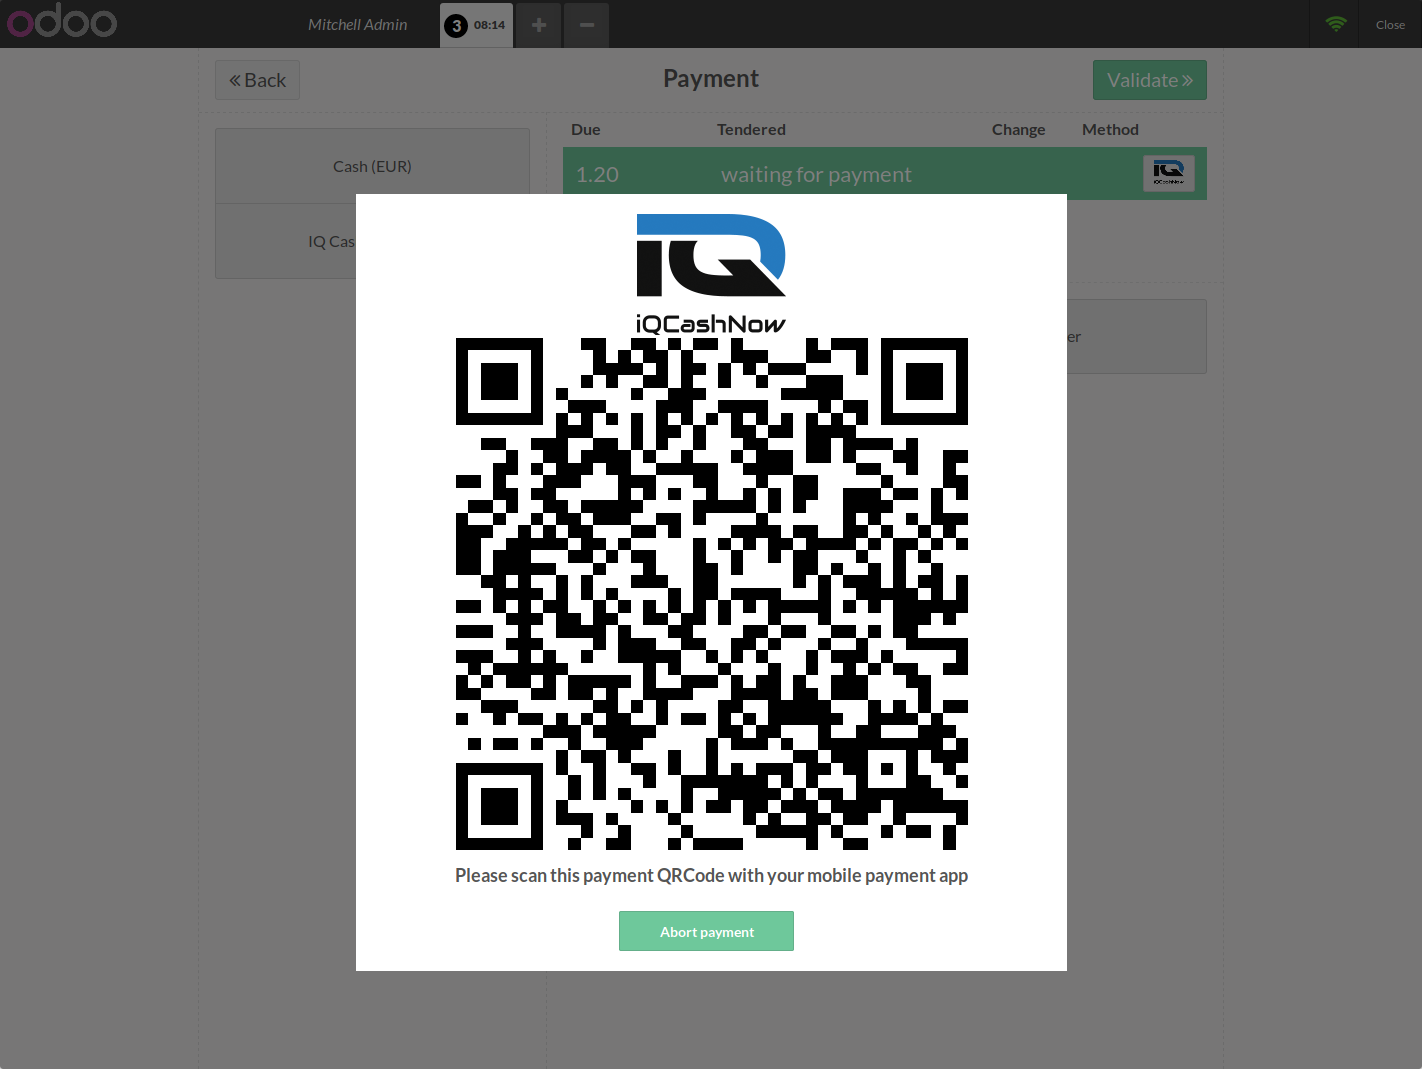 odoo
Mitchell Admin
3 08:14
Close
Back
Payment
Validate
Due Tendered Change Method
Cash (EUR)
1.20 waiting for payment
iQCashNow
IQ Cas
iQCashNow
er
Please scan this payment QRCode with your mobile payment app
Abort payment